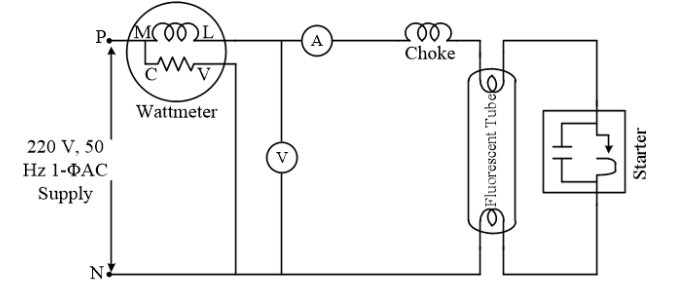 P
M L
A
C V
Choke
Wattmeter
220 V, 50
Hz 1-ΦAC
Supply
V
Fluorescent Tube
Starter
N